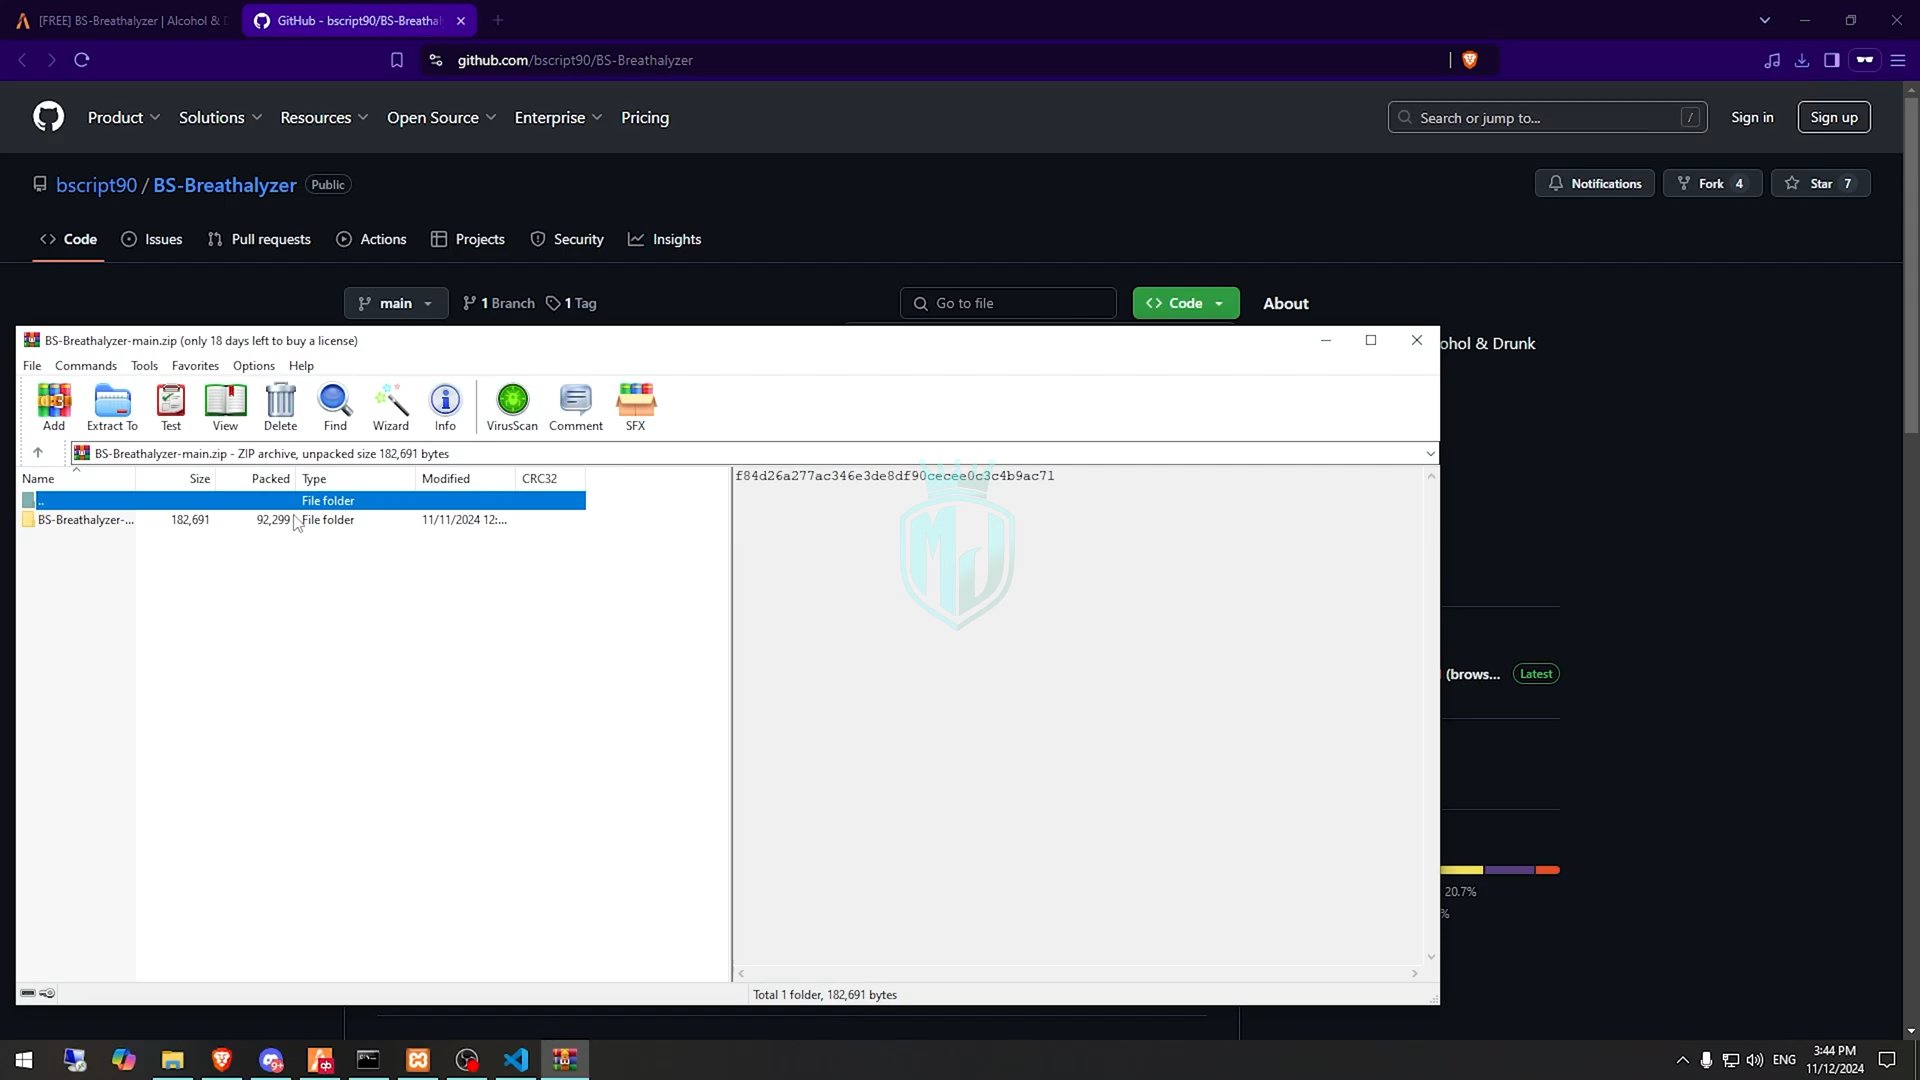 [FREE] BS-Breathalyzer | Alcohol & D
GitHub - bscript90/BS-Breatha
github.com/bscript90/BS-Breathalyzer
Product
Solutions
Resources
Open Source
Enterprise
Pricing
Search or jump to...
/
Sign in
Sign up
bscript90 / BS-Breathalyzer
Public
Notifications
Fork 4
Star 7
Code
Issues
Pull requests
Actions
Projects
Security
Insights
main
1 Branch
1 Tag
Go to file
Code
About
BS-Breathalyzer-main.zip (only 18 days left to buy a license)
ohol & Drunk
File Commands Tools Favorites Options Help
Add
Extract To
Test
View
Delete
Find
Wizard
Info
VirusScan
Comment
SFX
BS-Breathalyzer-main.zip - ZIP archive, unpacked size 182,691 bytes
Name Size Packed Type Modified CRC32
.. File folder
BS-Breathalyzer-... 182,691 92,299 File folder 11/11/2024 12:...
f84d26a277ac346e3de8df90cecee0c3c4b9ac71
MJ
(brows...
Latest
20.7%
%
Total 1 folder, 182,691 bytes
9+
qb
ENG
3:44 PM
11/12/2024